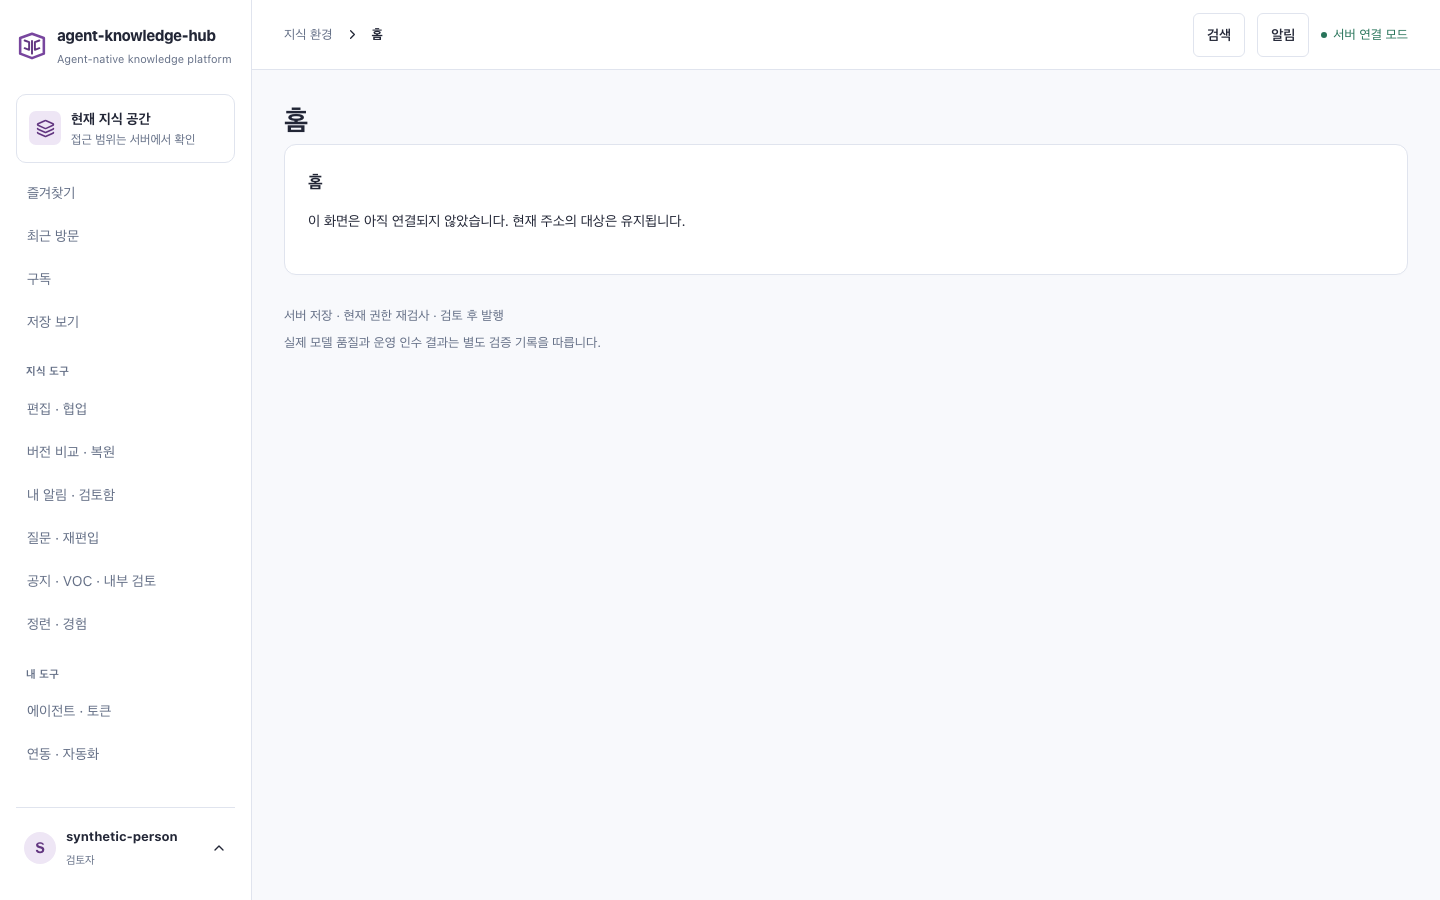 agent-knowledge-hub
Agent-native knowledge platform
현재 지식 공간
접근 범위는 서버에서 확인
즐겨찾기
최근 방문
구독
저장 보기
지식 도구
편집 · 협업
버전 비교 · 복원
내 알림 · 검토함
질문 · 재편입
공지 · VOC · 내부 검토
정련 · 경험
내 도구
에이전트 · 토큰
연동 · 자동화
S
synthetic-person
검토자
지식 환경 > 홈
검색
알림
서버 연결 모드
홈
홈
이 화면은 아직 연결되지 않았습니다. 현재 주소의 대상은 유지됩니다.
서버 저장 · 현재 권한 재검사 · 검토 후 발행
실제 모델 품질과 운영 인수 결과는 별도 검증 기록을 따릅니다.